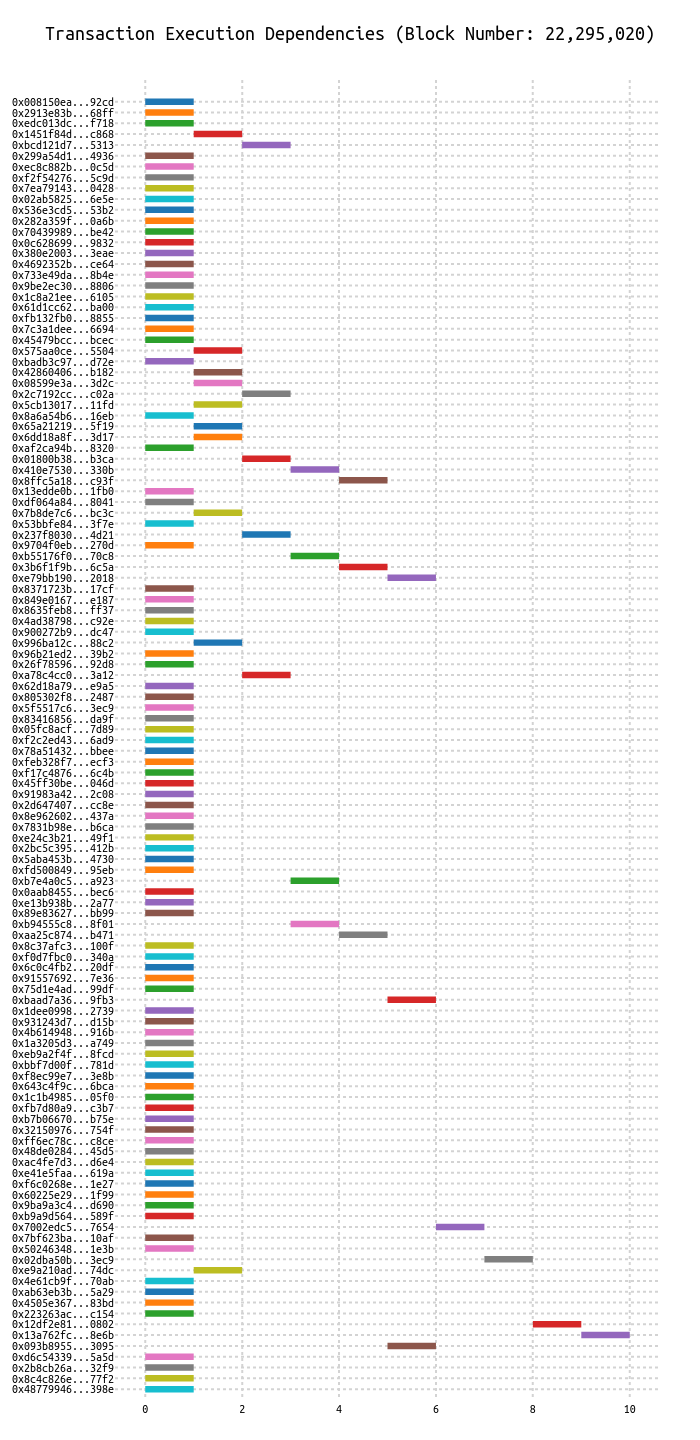 Transaction Execution Dependencies (Block Number: 22,295,020)
0x008150ea...92cd
0x2913e83b...68ff
0xedc013dc...f718
0x1451f84d...c868
0xbcd121d7...5313
0x299a54d1...4936
0xec8c882b...0c5d
0xf2f54276...5c9d
0x7ea79143...0428
0x02ab5825...6e5e
0x536e3cd5...53b2
0x282a359f...0a6b
0x70439989...be42
0x0c628699...9832
0x380e2003...3eae
0x4692352b...ce64
0x733e49da...8b4e
0x9be2ec30...8806
0x1c8a21ee...6105
0x61d1cc62...ba00
0xfb132fb0...8855
0x7c3a1dee...6694
0x45479bcc...bcec
0x575aa0ce...5504
0xbadb3c97...d72e
0x42860406...b182
0x08599e3a...3d2c
0x2c7192cc...c02a
0x5cb13017...11fd
0x8a6a54b6...16eb
0x65a21219...5f19
0x6dd18a8f...3d17
0xaf2ca94b...8320
0x01800b38...b3ca
0x410e7530...330b
0x8ffc5a18...c93f
0x13edde0b...1fb0
0xdf064a84...8041
0x7b8de7c6...bc3c
0x53bbfe84...3f7e
0x237f8030...4d21
0x9704f0eb...270d
0xb55176f0...70c8
0x3b6f1f9b...6c5a
0xe79bb190...2018
0x8371723b...17cf
0x849e0167...e187
0x8635feb8...ff37
0x4ad38798...c92e
0x900272b9...dc47
0x996ba12c...88c2
0x96b21ed2...39b2
0x26f78596...92d8
0xa78c4cc0...3a12
0x62d18a79...e9a5
0x805302f8...2487
0x5f5517c6...3ec9
0x83416856...da9f
0x05fc8acf...7d89
0xf2c2ed43...6ad9
0x78a51432...bbee
0xfeb328f7...ecf3
0xf17c4876...6c4b
0x45ff30be...046d
0x91983a42...2c08
0x2d647407...cc8e
0x8e962602...437a
0x7831b98e...b6ca
0xe24c3b21...49f1
0x2bc5c395...412b
0x5aba453b...4730
0xfd500849...95eb
0xb7e4a0c5...a923
0x0aab8455...bec6
0xe13b938b...2a77
0x89e83627...bb99
0xb94555c8...8f01
0xaa25c874...b471
0x8c37afc3...100f
0xf0d7fbc0...340a
0x6c0c4fb2...20df
0x91557692...7e36
0x75d1e4ad...99df
0xbaad7a36...9fb3
0x1dee0998...2739
0x931243d7...d15b
0x4b614948...916b
0x1a3205d3...a749
0xeb9a2f4f...8fcd
0xbbf7d00f...781d
0xf8ec99e7...3e8b
0x643c4f9c...6bca
0x1c1b4985...05f0
0xfb7d80a9...c3b7
0xb7b06670...b75e
0x32150976...754f
0xff6ec78c...c8ce
0x48de0284...45d5
0xac4fe7d3...d6e4
0xe41e5faa...619a
0xf6c0268e...1e27
0x60225e29...1f99
0x9ba9a3c4...d690
0xb9a9d564...589f
0x7002edc5...7654
0x7bf623ba...10af
0x50246348...1e3b
0x02dba50b...3ec9
0xe9a210ad...74dc
0x4e61cb9f...70ab
0xab63eb3b...5a29
0x4505e367...83bd
0x223263ac...c154
0x12df2e81...0802
0x13a762fc...8e6b
0x093b8955...3095
0xd6c54339...5a5d
0x2b8cb26a...32f9
0x8c4c826e...77f2
0x48779946...398e
0 2 4 6 8 10